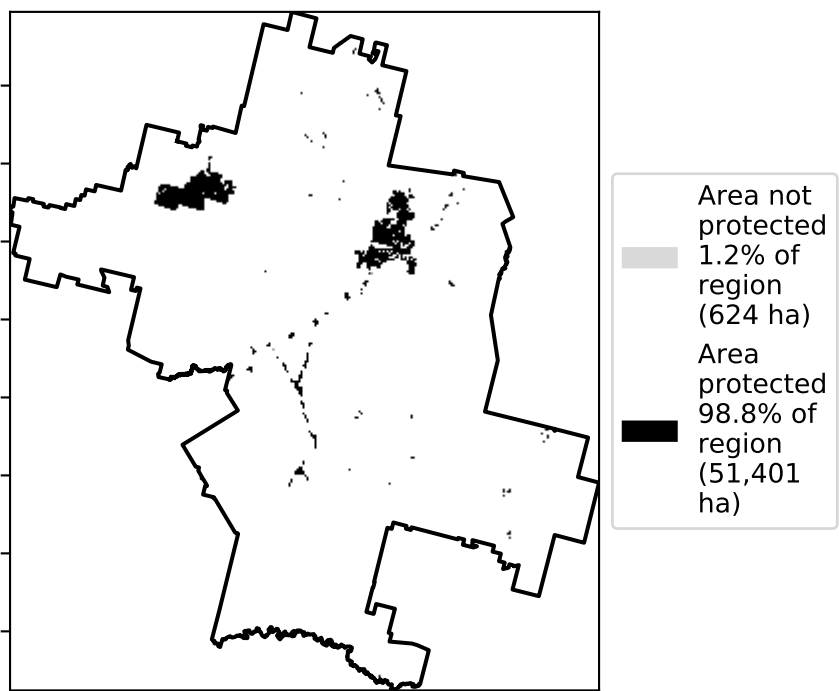 Area not
protected
1.2% of
region
(624 ha)
Area
protected
98.8% of
region
(51,401
ha)